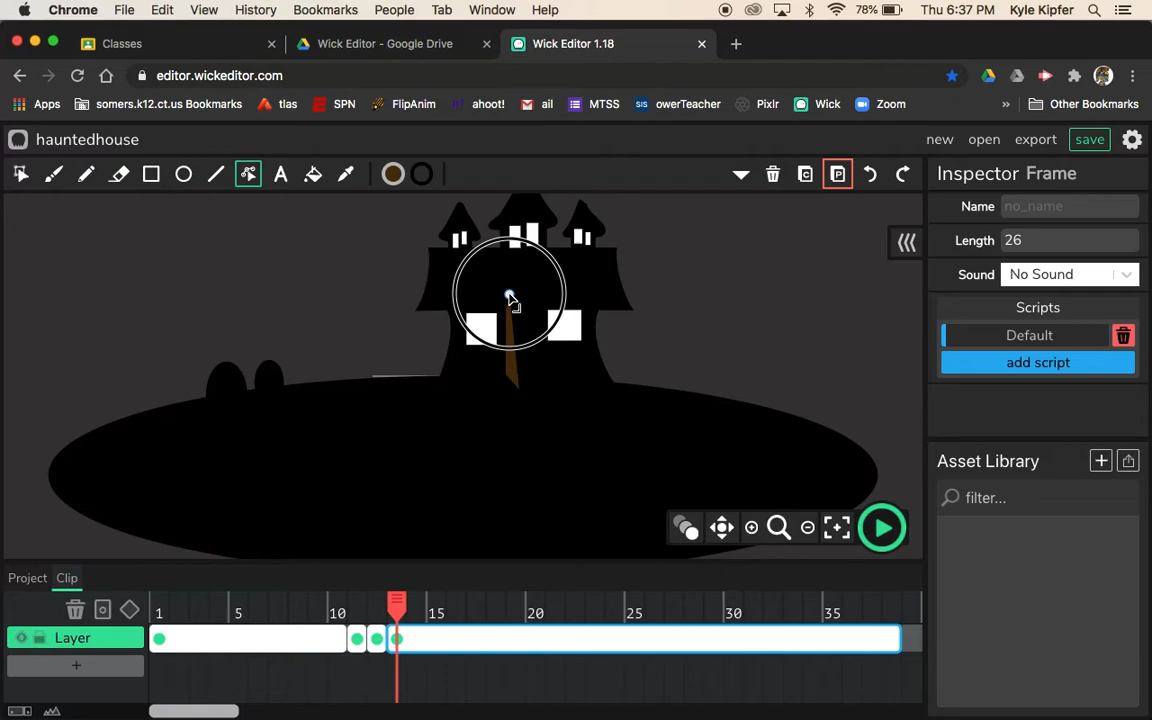 Chrome File Edit View History Bookmarks People Tab Window Help 78% Thu 6:37 PM Kyle Kipfer
Classes Wick Editor - Google Drive Wick Editor 1.18
editor.wickeditor.com
Apps somers.k12.ct.us Bookmarks tlas SPN FlipAnim ahoot! ail MTSS SIS owerTeacher Pixlr Wick Zoom » Other Bookmarks
hauntedhouse new open export save
A C P Inspector Frame
Name no_name
Length 26
Sound No Sound
Scripts
Default
add script
Asset Library
filter...
Project Clip
1 5 10 15 20 25 30 35
Layer